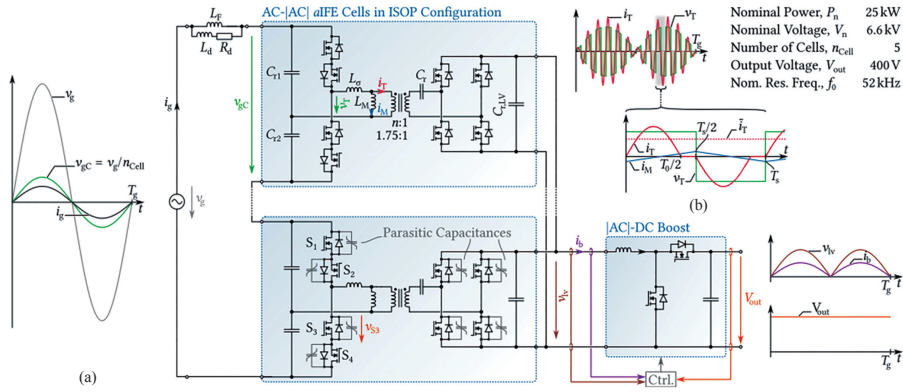 L_F
L_d
R_d
AC-|AC| aIFE Cells in ISOP Configuration
C_r1
C_r2
L_σ
L_M
i_T
i_M
v_T
C_r
n:1
1.75:1
C_r,LV
v_g
v_gC = v_g/n_Cell
i_g
T_g
t
(a)
i_g
v_gC
v_g
i_T
v_T
T_g
t
T_s/2
ī_T
i_T
i_M
T_0/2
v_T
T_s
t
(b)
Nominal Power, P_n 25 kW
Nominal Voltage, V_n 6.6 kV
Number of Cells, n_Cell 5
Output Voltage, V_out 400 V
Nom. Res. Freq., f_0 52 kHz
S_1
S_2
S_3
S_4
v_S3
Parasitic Capacitances
i_b
v_lv
|AC|-DC Boost
V_out
Ctrl.
v_lv
i_b
T_g
t
V_out
T_g
t